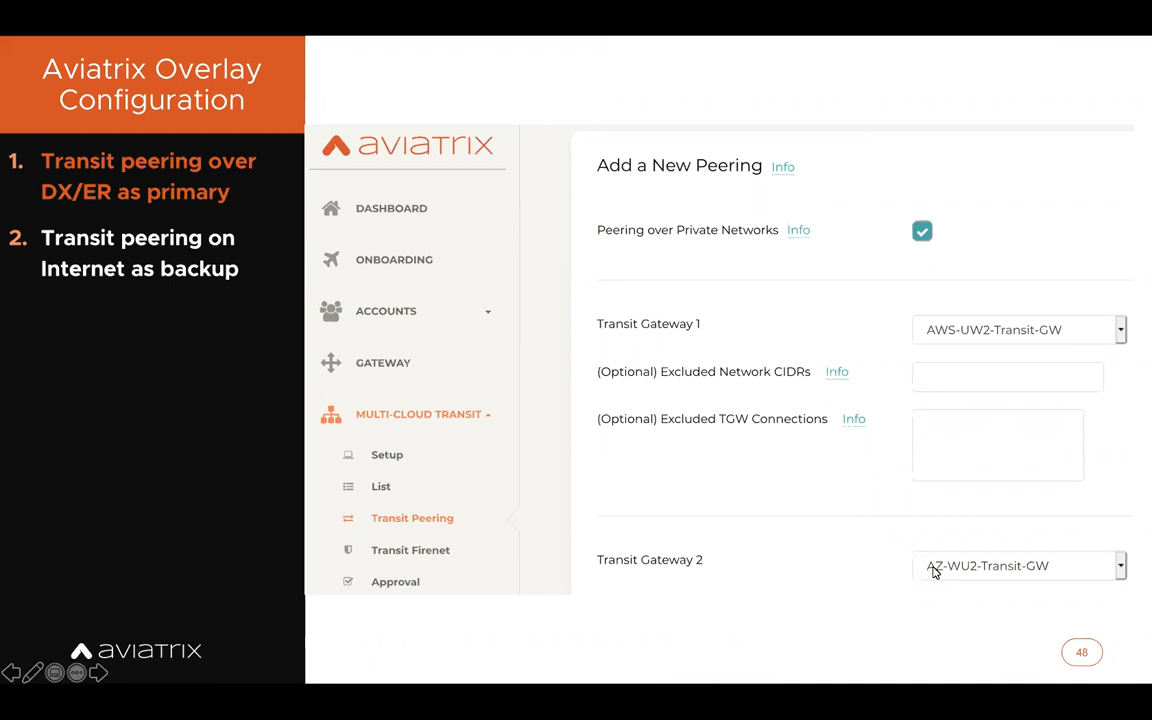 Aviatrix Overlay
Configuration
1. Transit peering over
DX/ER as primary
2. Transit peering on
Internet as backup
AVIATRIX
AVIATRIX
DASHBOARD
ONBOARDING
ACCOUNTS
GATEWAY
MULTI-CLOUD TRANSIT
Setup
List
Transit Peering
Transit Firenet
Approval
Add a New Peering Info
Peering over Private Networks Info
Transit Gateway 1 AWS-UW2-Transit-GW
(Optional) Excluded Network CIDRs Info
(Optional) Excluded TGW Connections Info
Transit Gateway 2 AZ-WU2-Transit-GW
48